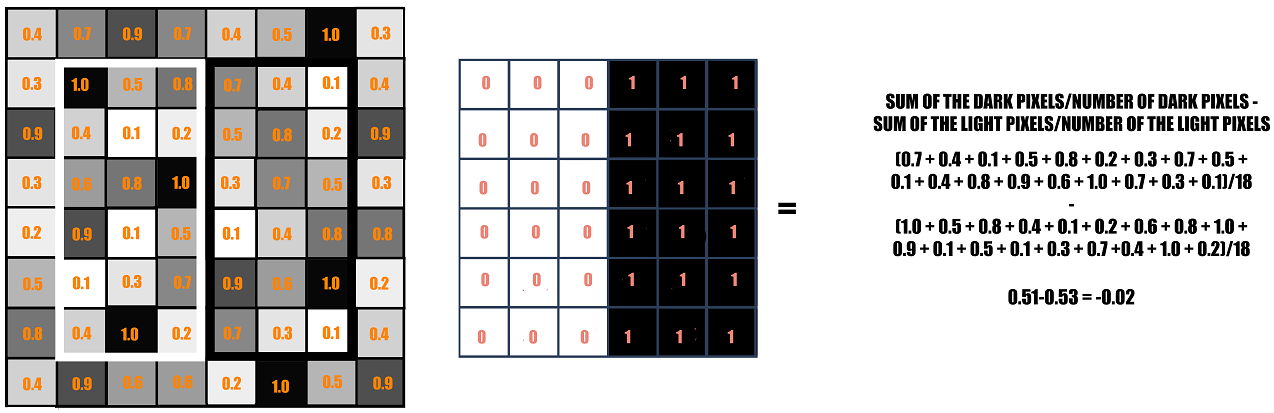 0.4 0.7 0.9 0.7 0.4 0.5 1.0 0.3
0.3 1.0 0.5 0.8 0.7 0.4 0.1 0.4
0.9 0.4 0.1 0.2 0.5 0.8 0.2 0.9
0.3 0.6 0.8 1.0 0.3 0.7 0.5 0.3
0.2 0.9 0.1 0.5 0.1 0.4 0.8 0.8
0.5 0.1 0.3 0.7 0.9 0.6 1.0 0.2
0.8 0.4 1.0 0.2 0.7 0.3 0.1 0.4
0.4 0.9 0.2 1.0 0.5 0.9
0 0 0 1 1 1
0 0 0 1 1 1
0 0 0 1 1 1
0 0 0 1 1 1
0 0 0 1 1 1
0 0 0 1 1 1
=
SUM OF THE DARK PIXELS/NUMBER OF DARK PIXELS -
SUM OF THE LIGHT PIXELS/NUMBER OF THE LIGHT PIXELS
(0.7 + 0.4 + 0.1 + 0.5 + 0.8 + 0.2 + 0.3 + 0.7 + 0.5 +
0.1 + 0.4 + 0.8 + 0.9 + 0.6 + 1.0 + 0.7 + 0.3 + 0.1)/18
-
(1.0 + 0.5 + 0.8 + 0.4 + 0.1 + 0.2 + 0.6 + 0.8 + 1.0 +
0.9 + 0.1 + 0.5 + 0.1 + 0.3 + 0.7 +0.4 + 1.0 + 0.2)/18
0.51-0.53 = -0.02